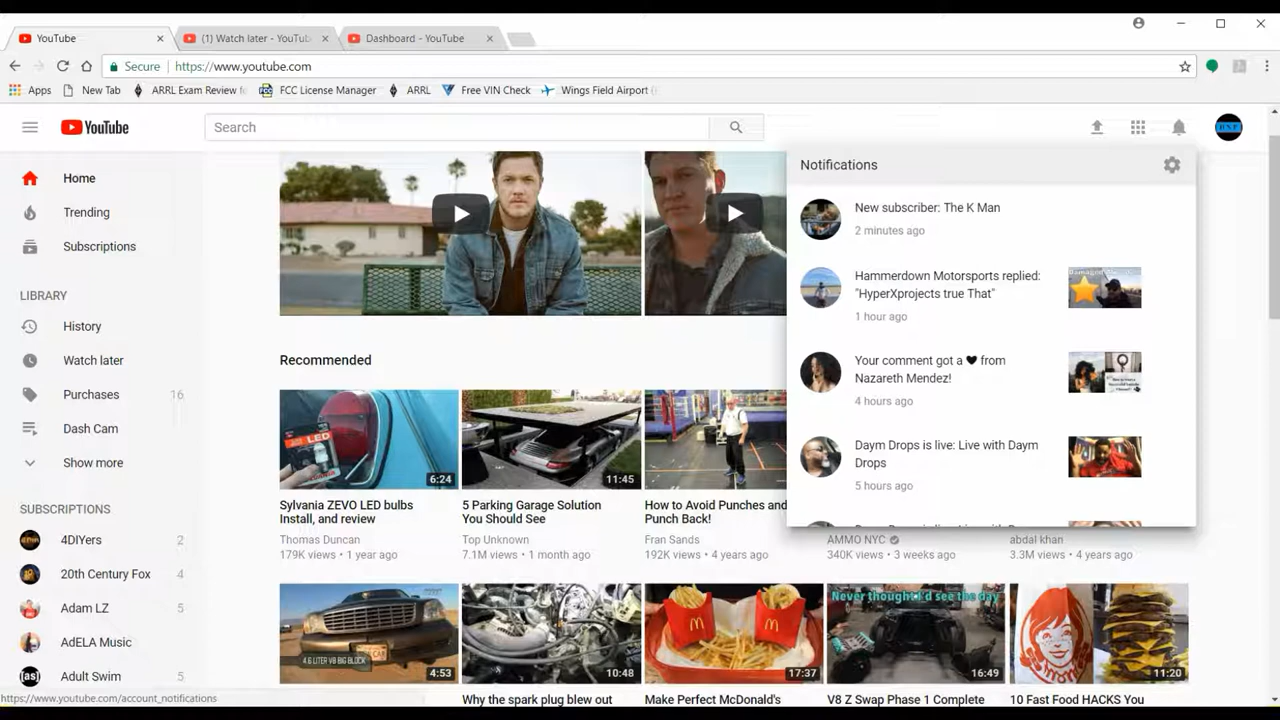 YouTube
(1) Watch later - YouTub
Dashboard - YouTube
Secure
https://www.youtube.com
Apps
New Tab
ARRL Exam Review f
FCC License Manager
ARRL
Free VIN Check
Wings Field Airport (
YouTube
Search
Home
Trending
Subscriptions
LIBRARY
History
Watch later
Purchases 16
Dash Cam
Show more
SUBSCRIPTIONS
4DIYers 2
20th Century Fox 4
Adam LZ 5
AdELA Music
Adult Swim 5
https://www.youtube.com/account_notifications
Notifications
New subscriber: The K Man
2 minutes ago
Hammerdown Motorsports replied:
"HyperXprojects true That"
1 hour ago
Your comment got a ♥ from
Nazareth Mendez!
4 hours ago
Daym Drops is live: Live with Daym
Drops
5 hours ago
Recommended
LED
6:24
Sylvania ZEVO LED bulbs
Install, and review
Thomas Duncan
179K views • 1 year ago
11:45
5 Parking Garage Solution
You Should See
Top Unknown
7.1M views • 1 month ago
How to Avoid Punches and
Punch Back!
Fran Sands
192K views • 4 years ago
AMMO NYC
340K views • 3 weeks ago
abdal khan
3.3M views • 4 years ago
4.6 LITER V8 BIG BLOCK
4:53
10:48
Why the spark plug blew out
17:37
Make Perfect McDonald's
Never thought I'd see the day
16:49
V8 Z Swap Phase 1 Complete
11:20
10 Fast Food HACKS You